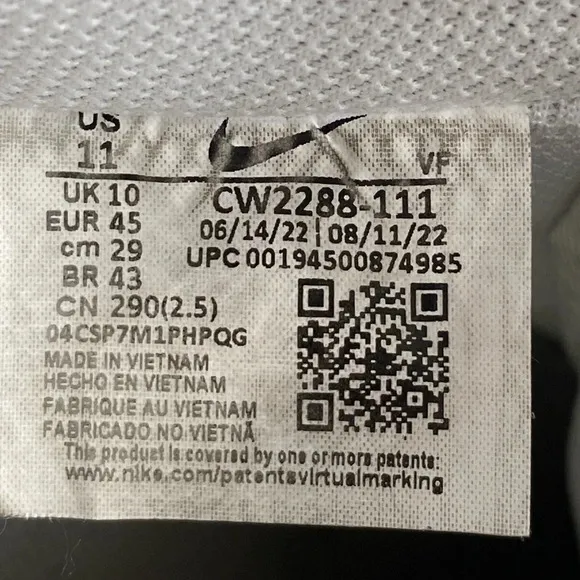 US
11
VF
UK 10
EUR 45
cm 29
BR 43
CN 290(2.5)
CW2288-111
06/14/22 | 08/11/22
UPC 00194500874985
04CSP7M1PHPQG
MADE IN VIETNAM
HECHO EN VIETNAM
FABRIQUE AU VIETNAM
FABRICADO NO VIETNÃ
This product is covered by one or more patents:
www.nike.com/patentsvirtualmarking